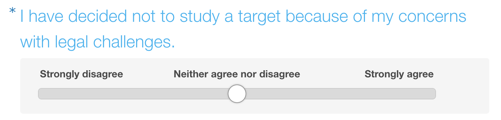 * I have decided not to study a target because of my concerns
with legal challenges.
Strongly disagree Neither agree nor disagree Strongly agree